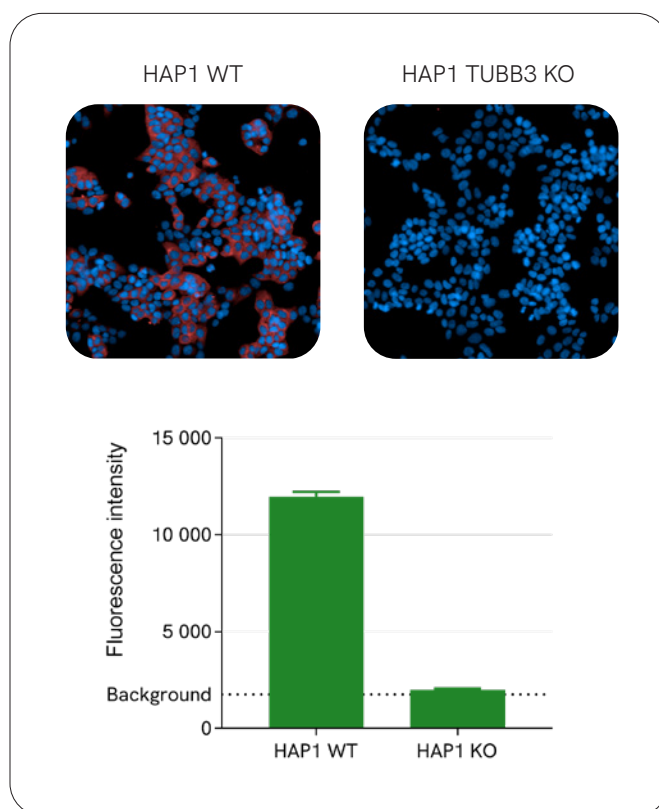 HAP1 WT
HAP1 TUBB3 KO
Fluorescence intensity
15 000
10 000
5 000
Background
0
HAP1 WT
HAP1 KO